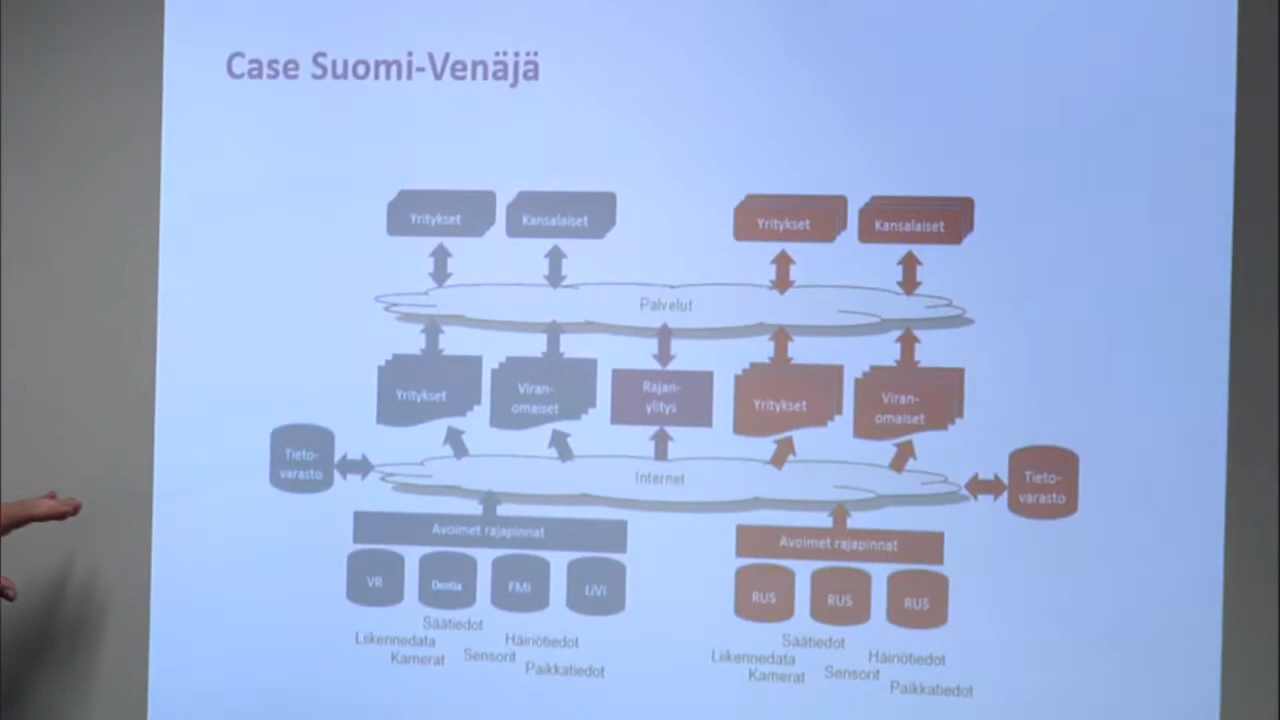 Case Suomi-Venäjä
Yritykset
Kansalaiset
Yritykset
Kansalaiset
Palvelut
Yritykset
Viran-
omaiset
Rajan-
ylitys
Yritykset
Viran-
omaiset
Tieto-
varasto
Internet
Tieto-
varasto
Avoimet rajapinnat
Avoimet rajapinnat
VR
Destia
FMI
LiVi
RUS
RUS
RUS
Säätiedot
Liikennedata
Häiriötiedot
Kamerat
Sensorit
Paikkatiedot
Säätiedot
Liikennedata
Häiriötiedot
Kamerat
Sensorit
Paikkatiedot